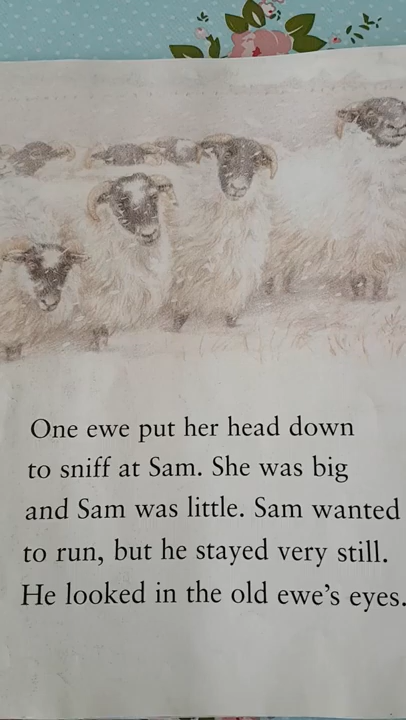 One ewe put her head down
to sniff at Sam. She was big
and Sam was little. Sam wanted
to run, but he stayed very still.
He looked in the old ewe's eyes.